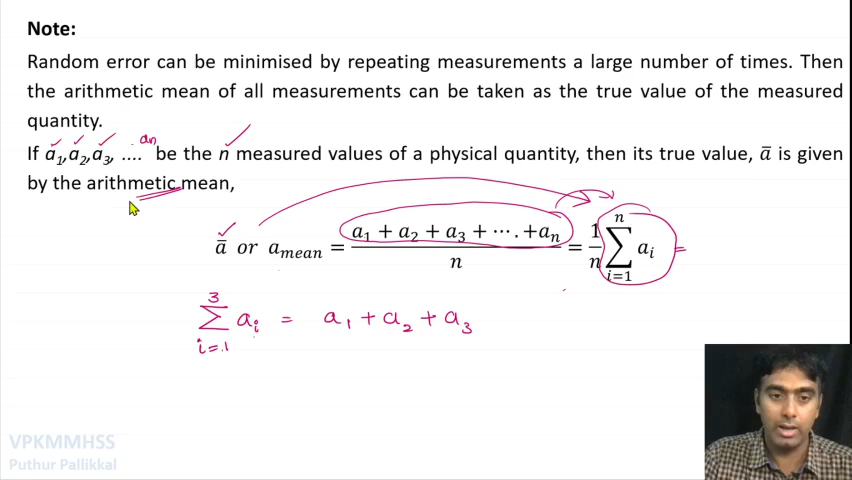 Note:
Random error can be minimised by repeating measurements a large number of times. Then
the arithmetic mean of all measurements can be taken as the true value of the measured
quantity.
an
If a₁,a₂,a₃, .... be the n measured values of a physical quantity, then its true value, a̅ is given
by the arithmetic mean,
a̅ or a_mean = (a₁ + a₂ + a₃ + ⋯. +aₙ)/n = 1/n ∑_{i=1}^{n} aᵢ =
∑_{i=1}^{3} aᵢ = a₁ + a₂ + a₃
VPKMMHSS
Puthur Pallikkal